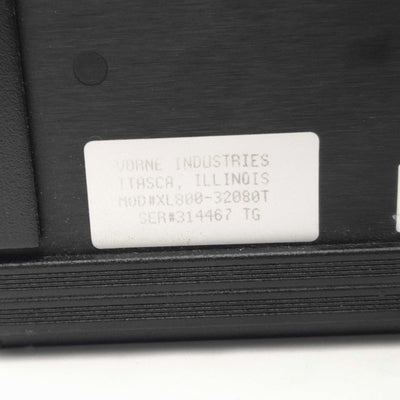 VORNE INDUSTRIES
ITASCA, ILLINOIS
MOD#XL800-32080T
SER#314467 TG